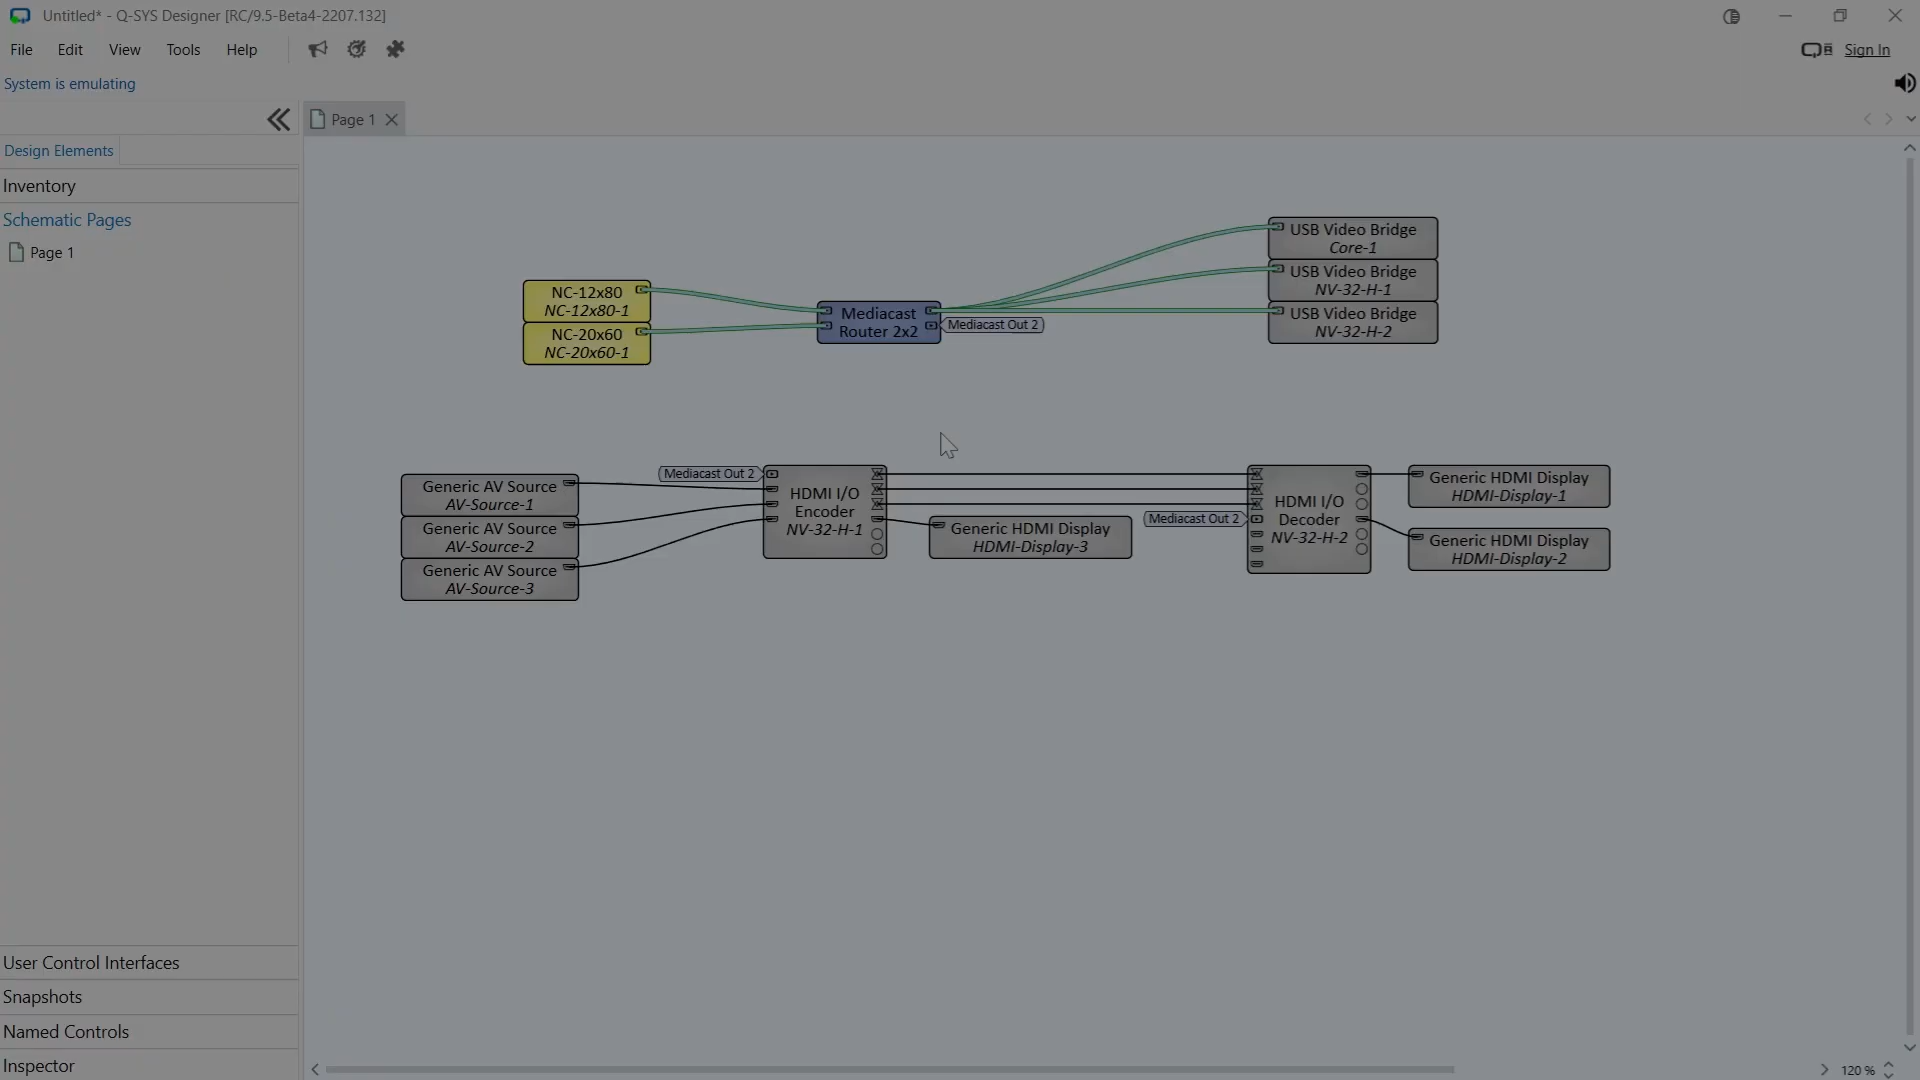 Untitled* - Q-SYS Designer [RC/9.5-Beta4-2207.132]
File Edit View Tools Help
Sign In
System is emulating
Page 1
Design Elements
Inventory
Schematic Pages
Page 1
USB Video Bridge
Core-1
USB Video Bridge
NV-32-H-1
USB Video Bridge
NV-32-H-2
NC-12x80
NC-12x80-1
NC-20x60
NC-20x60-1
Mediacast
Router 2x2
Mediacast Out 2
Generic AV Source
AV-Source-1
Generic AV Source
AV-Source-2
Generic AV Source
AV-Source-3
Mediacast Out 2
HDMI I/O
Encoder
NV-32-H-1
Generic HDMI Display
HDMI-Display-3
Mediacast Out 2
HDMI I/O
Decoder
NV-32-H-2
Generic HDMI Display
HDMI-Display-1
Generic HDMI Display
HDMI-Display-2
User Control Interfaces
Snapshots
Named Controls
Inspector
120 %